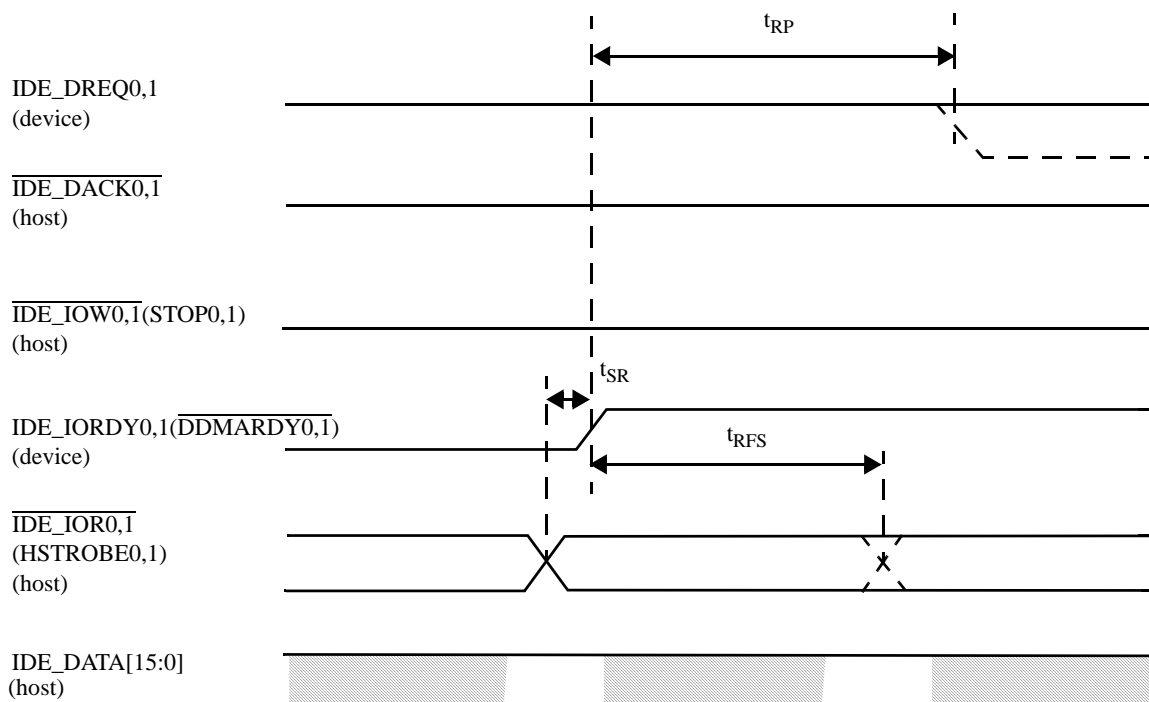 t_RP
IDE_DREQ0,1
(device)
IDE_DACK0,1
(host)
IDE_IOW0,1(STOP0,1)
(host)
t_SR
IDE_IORDY0,1(DDMARDY0,1)
(device)
t_RFS
IDE_IOR0,1
(HSTROBE0,1)
(host)
IDE_DATA[15:0]
(host)